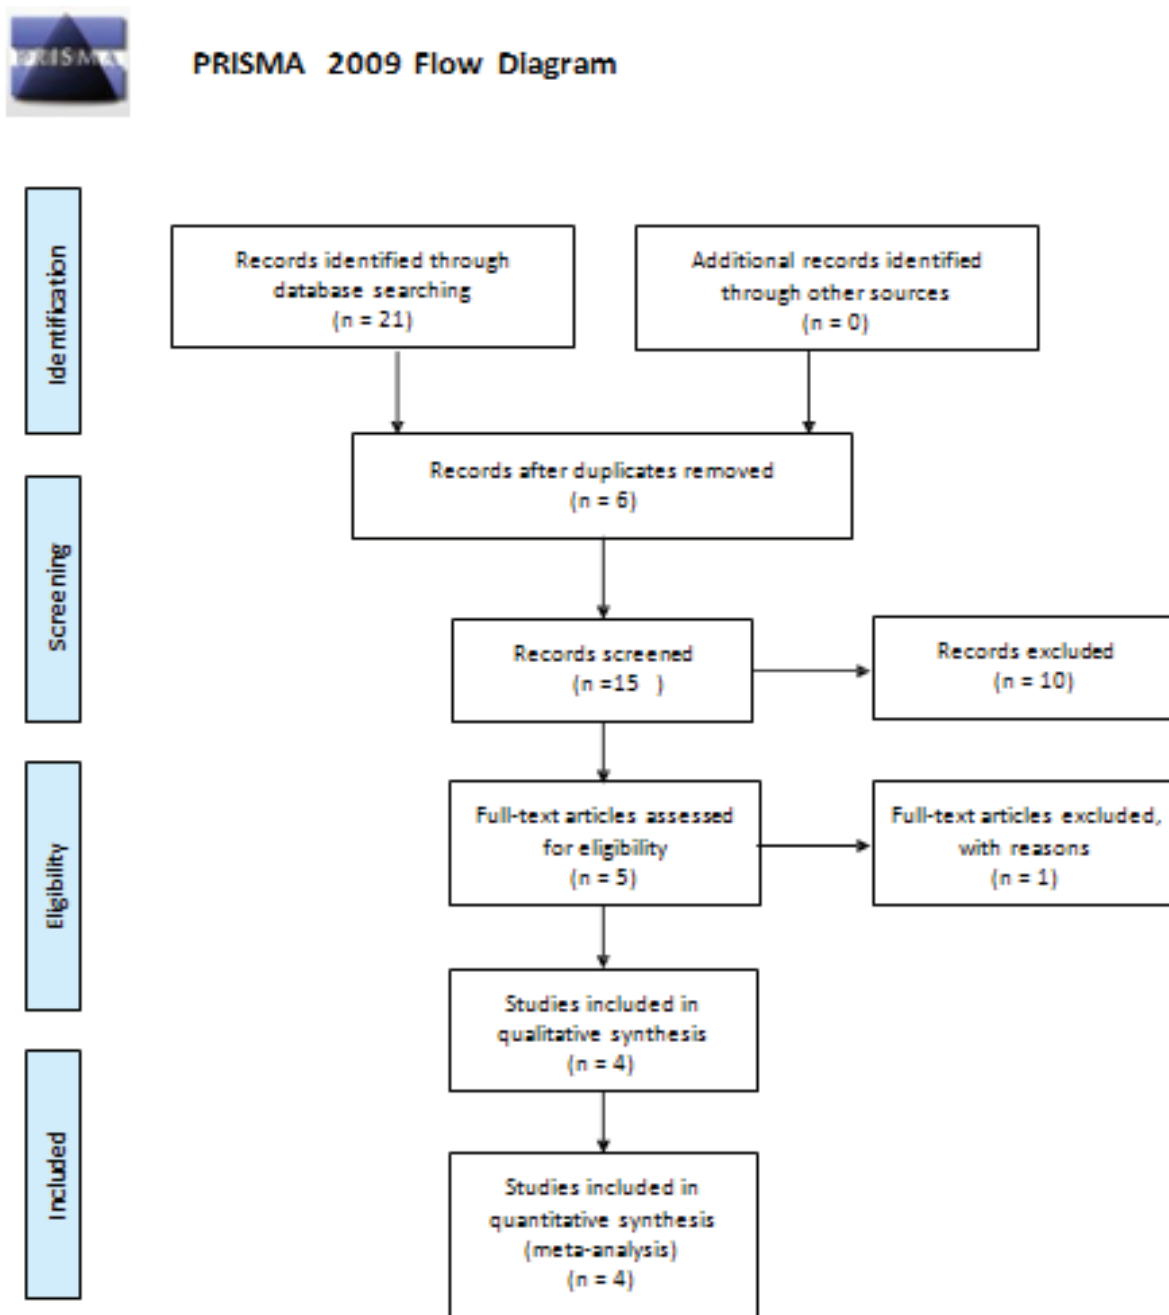 PRISMA
PRISMA 2009 Flow Diagram
Identification
Records identified through
database searching
(n = 21)
Additional records identified
through other sources
(n = 0)
Records after duplicates removed
(n = 6)
Screening
Records screened
(n =15 )
Records excluded
(n = 10)
Eligibility
Full-text articles assessed
for eligibility
(n = 5)
Full-text articles excluded,
with reasons
(n = 1)
Studies included in
qualitative synthesis
(n = 4)
Included
Studies included in
quantitative synthesis
(meta-analysis)
(n = 4)